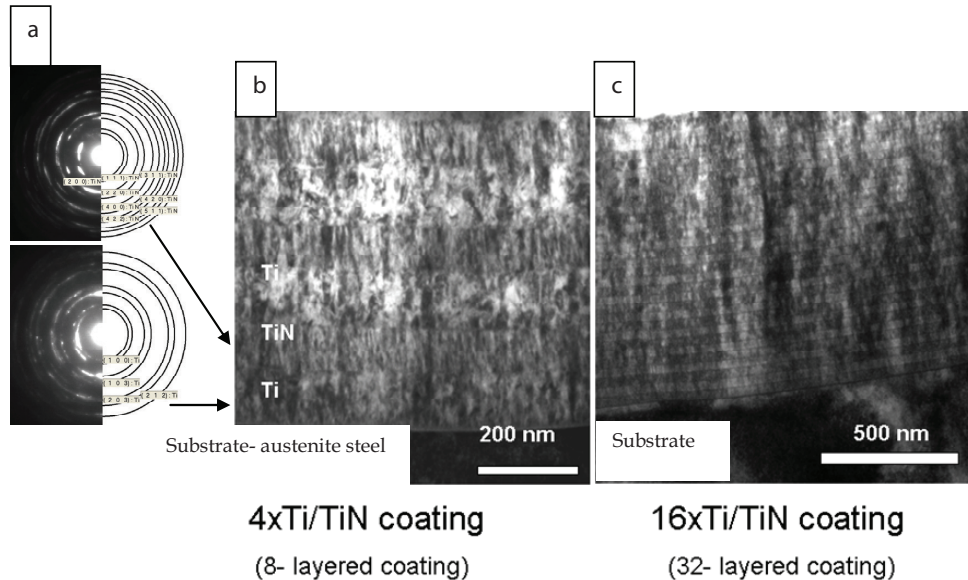 a
b
c
( 2 0 0) : TiN
( 1 1 1) : TiN
( 3 1 1) : TiN
( 2 2 0) : TiN
( 4 2 0) : TiN
( 4 0 0) : TiN
( 5 1 1) : TiN
( 4 2 2) : TiN
( 1 0 0) : Ti
( 1 0 3) : Ti
( 2 1 2) : Ti
( 2 0 3) : Ti
Ti
TiN
Ti
Substrate- austenite steel
200 nm
Substrate
500 nm
4xTi/TiN coating
(8- layered coating)
16xTi/TiN coating
(32- layered coating)